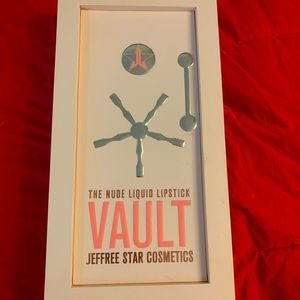 THE NUDE LIQUID LIPSTICK
VAULT
JEFFREE STAR COSMETICS